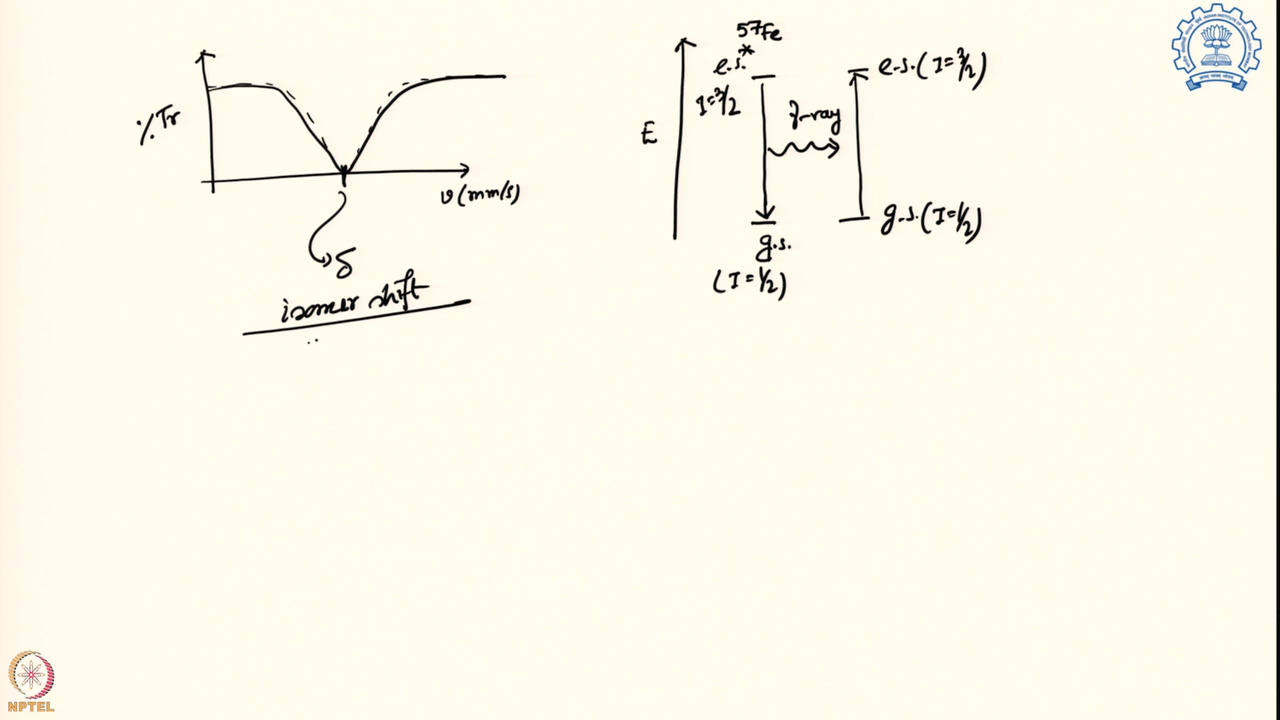 %Tr
υ (mm/s)
δ
isomer shift
57Fe
e.s.*
I=3/2
E
γ-ray
g.s.
(I=1/2)
e.s. (I=3/2)
g.s. (I=1/2)
NPTEL